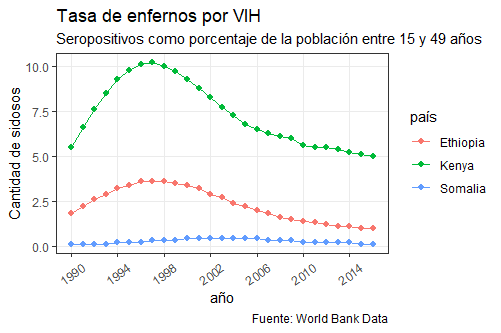 Tasa de enfernos por VIH
Seropositivos como porcentaje de la población entre 15 y 49 años
Cantidad de sidosos
10.0
7.5
5.0
2.5
0.0
1990
1994
1998
2002
2006
2010
2014
año
país
Ethiopia
Kenya
Somalia
Fuente: World Bank Data